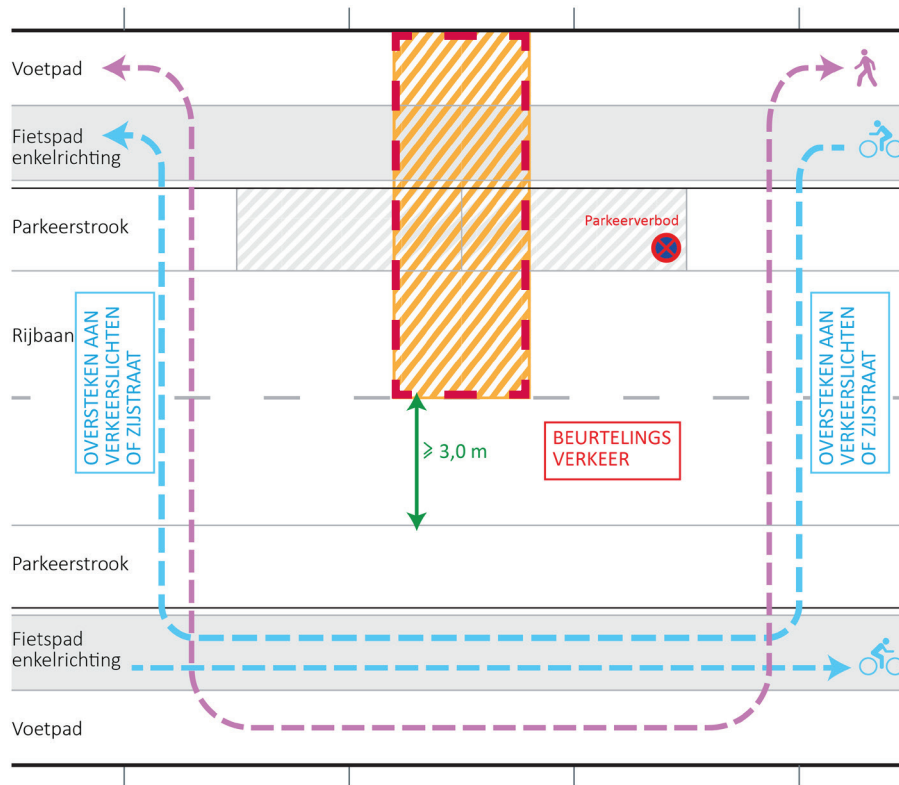 Voetpad
Fietspad
enkelrichting
Parkeerstrook
Parkeerverbod
Rijbaan
OVERSTEKEN AAN
VERKEERSLICHTEN
OF ZIJSTRAAT
OVERSTEKEN AAN
VERKEERSLICHTEN
OF ZIJSTRAAT
⩾ 3,0 m
BEURTELINGS
VERKEER
Parkeerstrook
Fietspad
enkelrichting
Voetpad